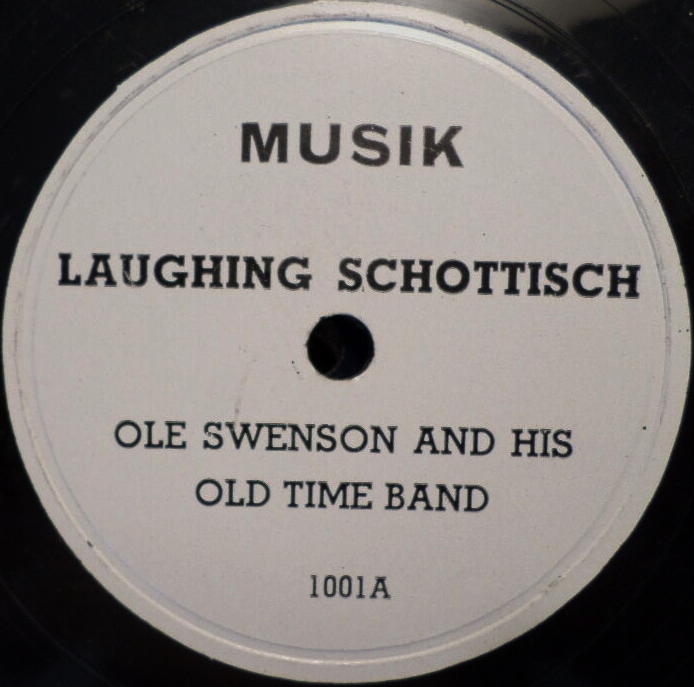 MUSIK
LAUGHING SCHOTTISCH
OLE SWENSON AND HIS
OLD TIME BAND
1001A